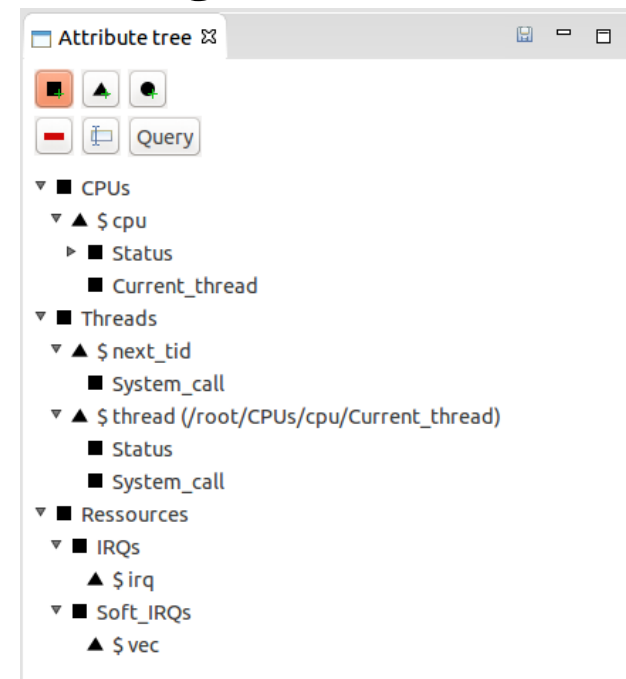 Attribute tree
Query
CPUs
$ cpu
Status
Current_thread
Threads
$ next_tid
System_call
$ thread (/root/CPUs/cpu/Current_thread)
Status
System_call
Ressources
IRQs
$ irq
Soft_IRQs
$ vec